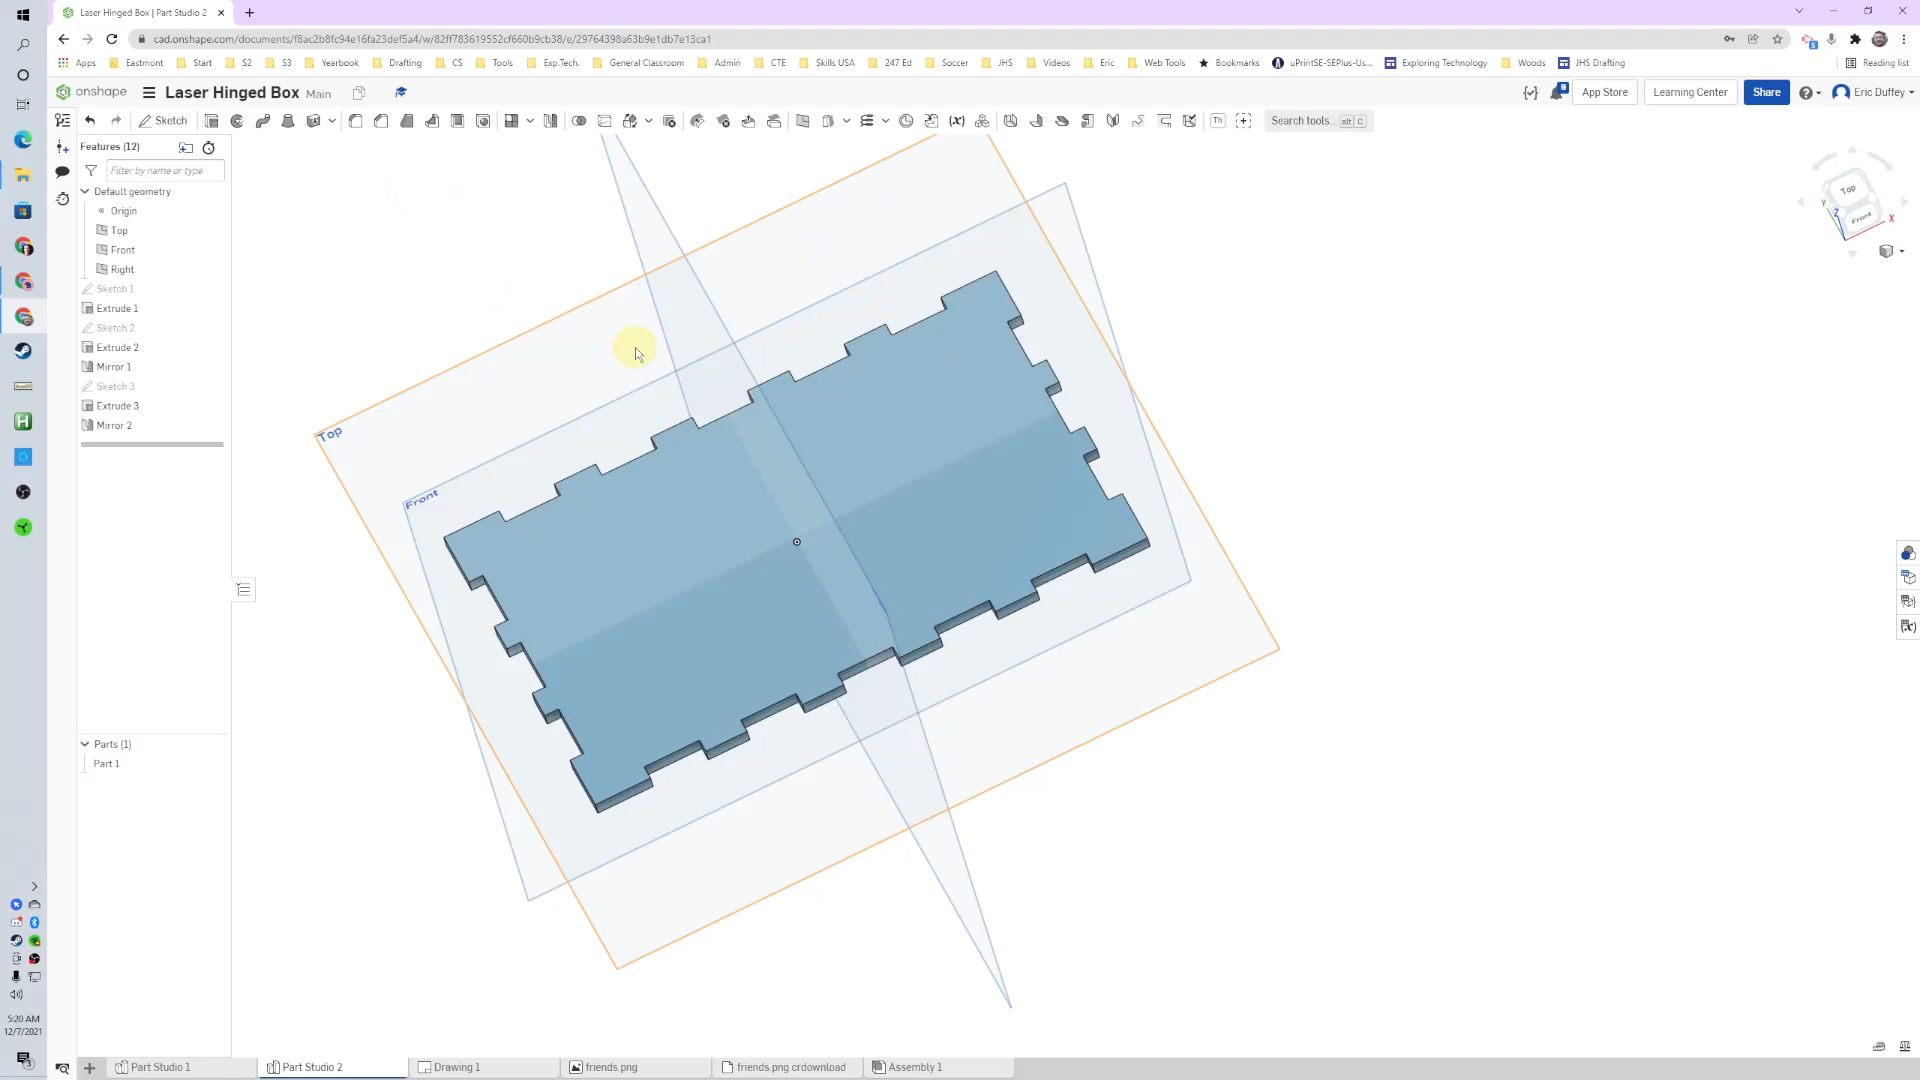 Laser Hinged Box | Part Studio 2
cad.onshape.com/documents/f8ac2b8fc94e16fa23def5a4/w/82ff783619552cf660b9cb38/e/29764398a63b9e1db7e13ca1
Apps Eastmont Start S2 S3 Yearbook Drafting CS Tools Exp.Tech. General Classroom Admin CTE Skills USA 247 Ed Soccer JHS Videos Eric Web Tools Bookmarks uPrintSE-SEPlus-Us... Exploring Technology Woods JHS Drafting Reading list
onshape Laser Hinged Box Main App Store Learning Center Share Eric Duffey
Sketch Search tools... alt C
Features (12)
Filter by name or type
Default geometry
Origin
Top
Front
Right
Sketch 1
Extrude 1
Sketch 2
Extrude 2
Mirror 1
Sketch 3
Extrude 3
Mirror 2
Parts (1)
Part 1
Top
Front
Top
Front
X
Y
Z
5:20 AM
12/7/2021
Part Studio 1 Part Studio 2 Drawing 1 friends.png friends.png.crdownload Assembly 1